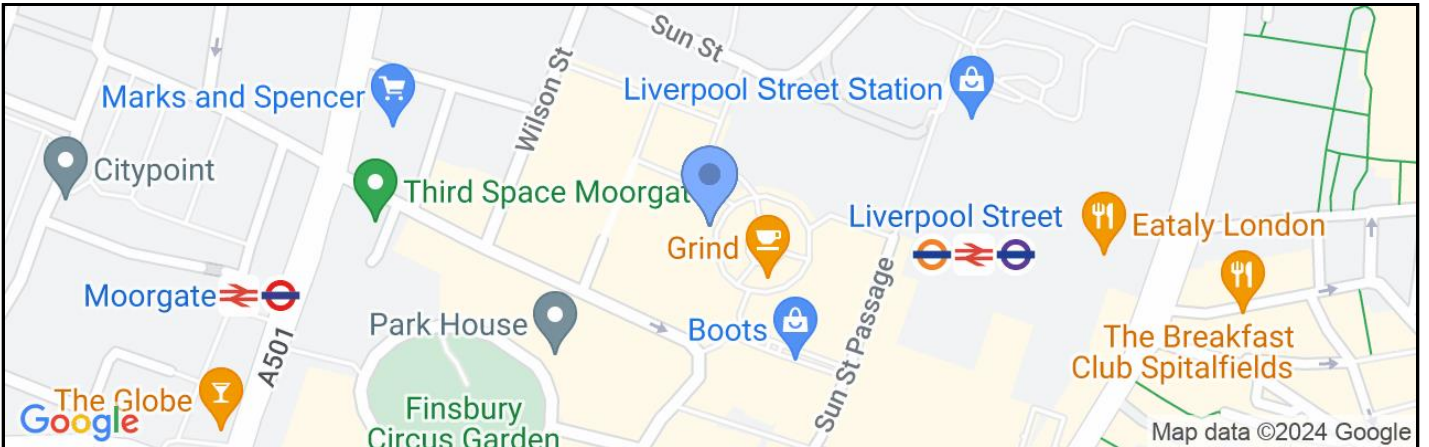 Sun St
Wilson St
Marks and Spencer
Liverpool Street Station
Citypoint
Third Space Moorgat
Liverpool Street
Eataly London
Grind
Moorgate
Park House
Boots
Sun St Passage
A501
The Breakfast
Club Spitalfields
The Globe
Finsbury
Circus Garden
Google
Map data ©2024 Google